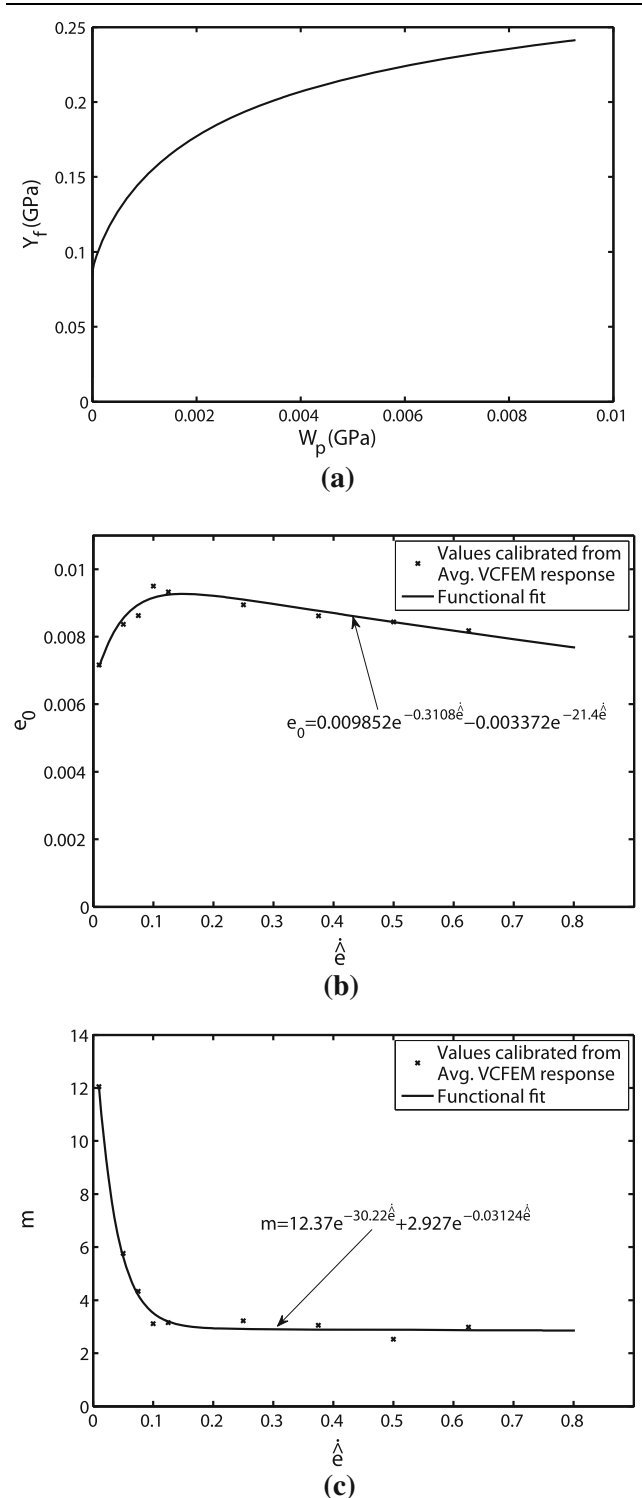 0.25
0.2
0.15
0.1
0.05
0
Y_f (GPa)
0 0.002 0.004 0.006 0.008 0.01
W_p (GPa)
(a)
Values calibrated from
Avg. VCFEM response
Functional fit
0.01
0.008
0.006
0.004
0.002
0
e_0
e_0=0.009852e^{-0.3108\dot{\hat{e}}}-0.003372e^{-21.4\dot{\hat{e}}}
0 0.1 0.2 0.3 0.4 0.5 0.6 0.7 0.8
\dot{\hat{e}}
(b)
Values calibrated from
Avg. VCFEM response
Functional fit
14
12
10
8
6
4
2
0
m
m=12.37e^{-30.22\dot{\hat{e}}}+2.927e^{-0.03124\dot{\hat{e}}}
0 0.1 0.2 0.3 0.4 0.5 0.6 0.7 0.8
\dot{\hat{e}}
(c)